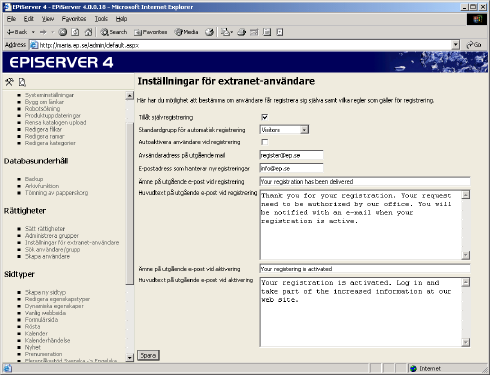 EPiServer 4 - EPiServer 4.0.0.16 - Microsoft Internet Explorer
File Edit View Favorites Tools Help
Back Search Favorites Media
Address http://maria.ep.se/admin/default.aspx Go
EPISERVER 4
Systeminställningar
Bygg om länkar
Robotsökning
Produktuppdateringar
Rensa katalogen upload
Redigera flikar
Redigera ramar
Redigera kategorier
Databasunderhåll
Backup
Arkivfunktion
Tömning av papperskorg
Rättigheter
Sätt rättigheter
Administrera grupper
Inställningar för extranet-användare
Sök användare/grupp
Skapa användare
Sidtyper
Skapa ny sidtyp
Redigera egenskapstyper
Dynamiska egenskaper
Vanlig webbsida
Formulärsida
Rösta
Kalender
Kalenderhändelse
Nyhet
Prenumeration
Flerspråkstöd Svenska -> Engelska
Inställningar för extranet-användare
Här har du möjlighet att bestämma om användare får registrera sig själva samt vilka regler som gäller för registrering.
Tillåt självregistrering
Standardgrupp för automatisk registrering Visitors
Autoaktivera användare vid registrering
Avsändaradress på utgående mail register@ep.se
E-postadress som hanterar nyregistreringar info@ep.se
Ämne på utgående e-post vid registrering Your registration has been delivered
Huvudtext på utgående e-post vid registrering Thank you for your registration. Your request
need to be authorized by our office. You will
be notified with an e-mail when your
registration is active.
Ämne på utgående e-post vid aktivering Your registering is activated
Huvudtext på utgående e-post vid aktivering Your registration is activated. Log in and
take part of the increased information at our
web site.
Spara
Internet